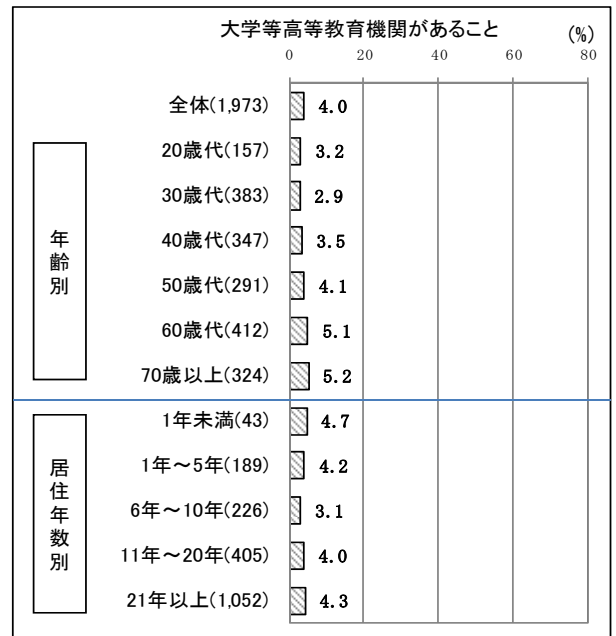 大学等高等教育機関があること
(%)
0 20 40 60 80
全体(1,973) 4.0
年齢別
20歳代(157) 3.2
30歳代(383) 2.9
40歳代(347) 3.5
50歳代(291) 4.1
60歳代(412) 5.1
70歳以上(324) 5.2
居住年数別
1年未満(43) 4.7
1年～5年(189) 4.2
6年～10年(226) 3.1
11年～20年(405) 4.0
21年以上(1,052) 4.3